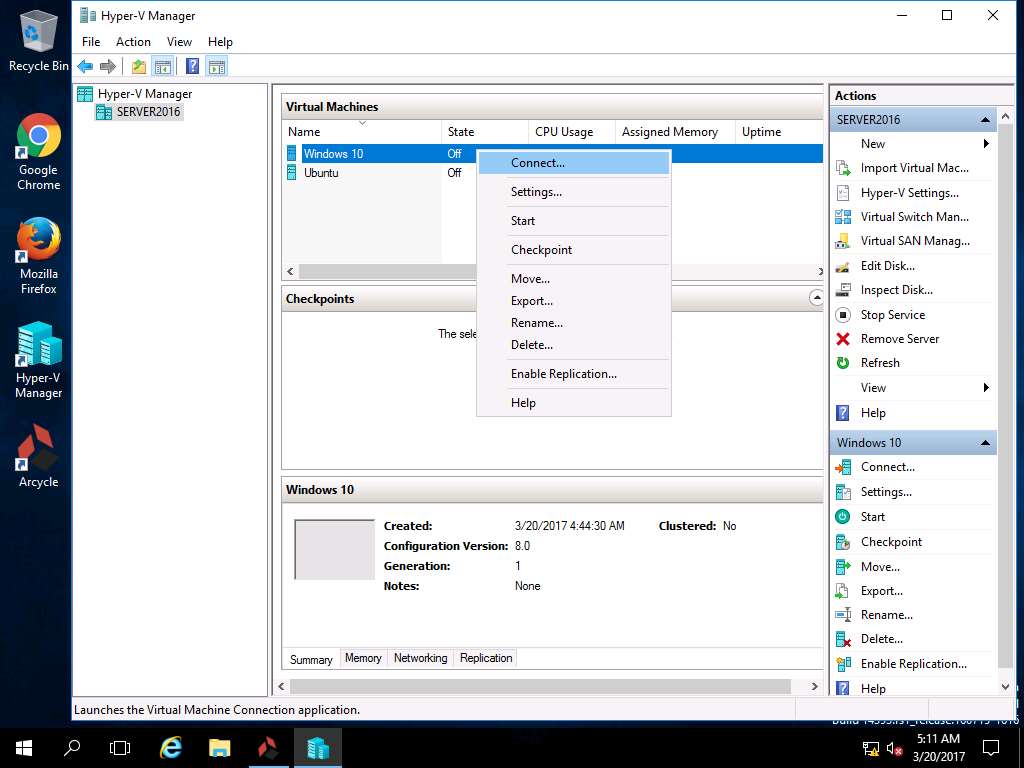 Recycle Bin
Google
Chrome
Mozilla
Firefox
Hyper-V
Manager
Arcycle
Hyper-V Manager
File Action View Help
Hyper-V Manager
SERVER2016
Virtual Machines
Name State CPU Usage Assigned Memory Uptime
Windows 10 Off
Ubuntu Off
Connect...
Settings...
Start
Checkpoint
Move...
Export...
Rename...
Delete...
Enable Replication...
Help
Checkpoints
The sele
Windows 10
Created: 3/20/2017 4:44:30 AM Clustered: No
Configuration Version: 8.0
Generation: 1
Notes: None
Summary Memory Networking Replication
Actions
SERVER2016
New
Import Virtual Mac...
Hyper-V Settings...
Virtual Switch Man...
Virtual SAN Manag...
Edit Disk...
Inspect Disk...
Stop Service
Remove Server
Refresh
View
Help
Windows 10
Connect...
Settings...
Start
Checkpoint
Move...
Export...
Rename...
Delete...
Enable Replication...
Help
Launches the Virtual Machine Connection application.
5:11 AM
3/20/2017